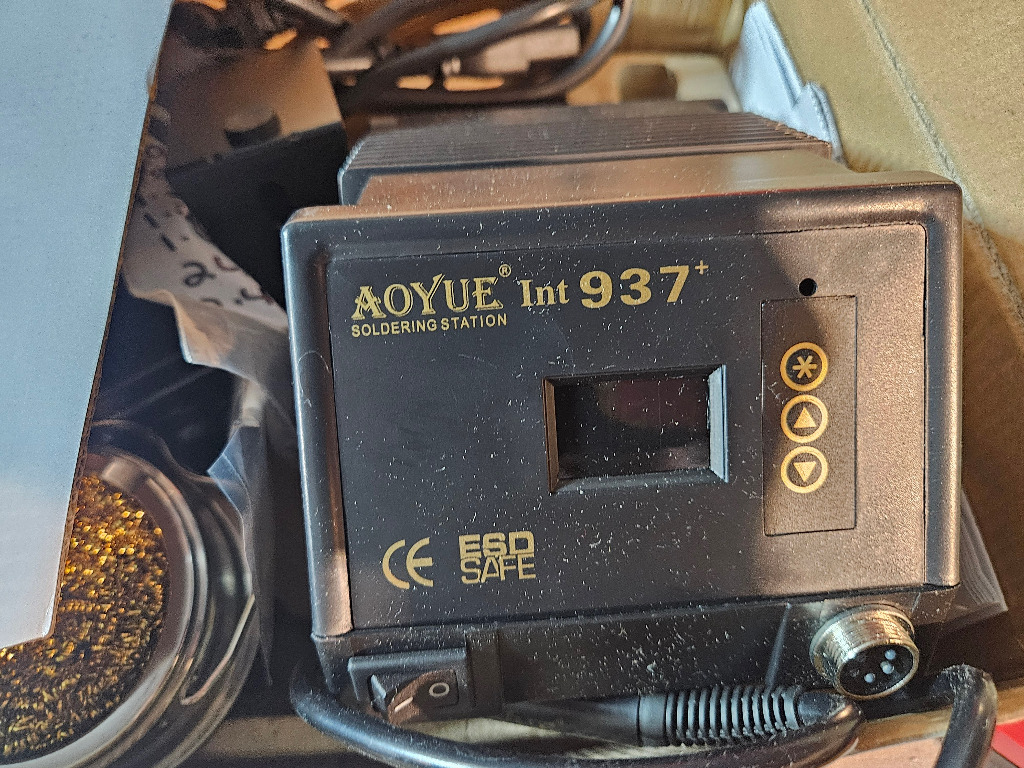 AOYUE® Int 937+
SOLDERING STATION
CE ESD
SAFE
O